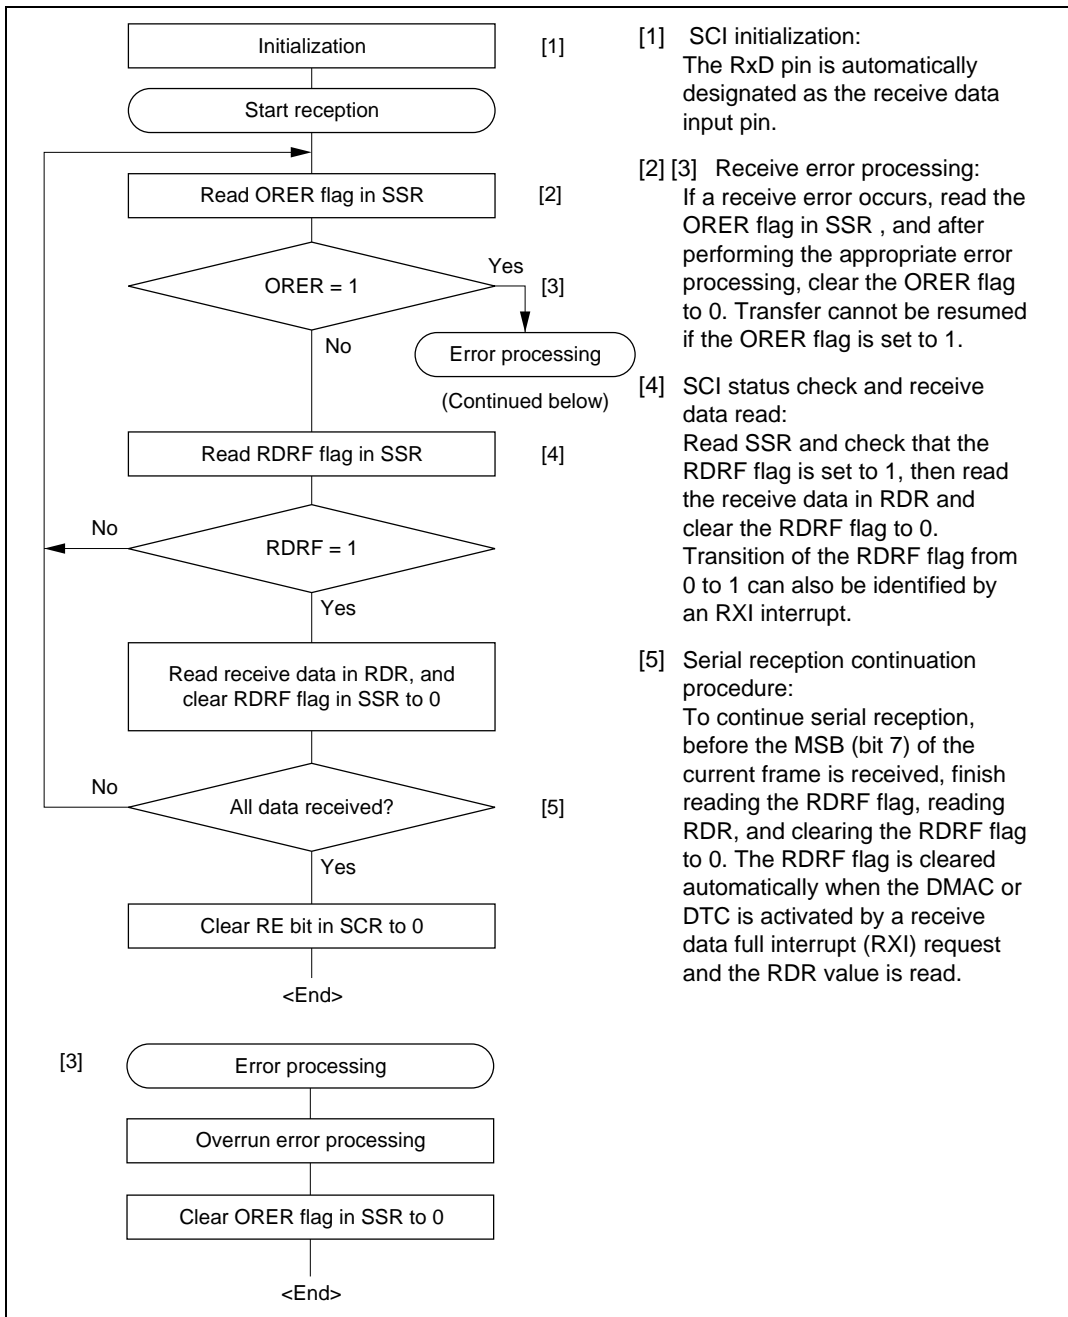 Initialization
[1]
Start reception
Read ORER flag in SSR
[2]
ORER = 1
Yes
[3]
No
Error processing
(Continued below)
Read RDRF flag in SSR
[4]
No
RDRF = 1
Yes
Read receive data in RDR, and
clear RDRF flag in SSR to 0
No
All data received?
[5]
Yes
Clear RE bit in SCR to 0
<End>
[3]
Error processing
Overrun error processing
Clear ORER flag in SSR to 0
<End>
[1] SCI initialization:
The RxD pin is automatically
designated as the receive data
input pin.
[2] [3] Receive error processing:
If a receive error occurs, read the
ORER flag in SSR , and after
performing the appropriate error
processing, clear the ORER flag
to 0. Transfer cannot be resumed
if the ORER flag is set to 1.
[4] SCI status check and receive
data read:
Read SSR and check that the
RDRF flag is set to 1, then read
the receive data in RDR and
clear the RDRF flag to 0.
Transition of the RDRF flag from
0 to 1 can also be identified by
an RXI interrupt.
[5] Serial reception continuation
procedure:
To continue serial reception,
before the MSB (bit 7) of the
current frame is received, finish
reading the RDRF flag, reading
RDR, and clearing the RDRF flag
to 0. The RDRF flag is cleared
automatically when the DMAC or
DTC is activated by a receive
data full interrupt (RXI) request
and the RDR value is read.